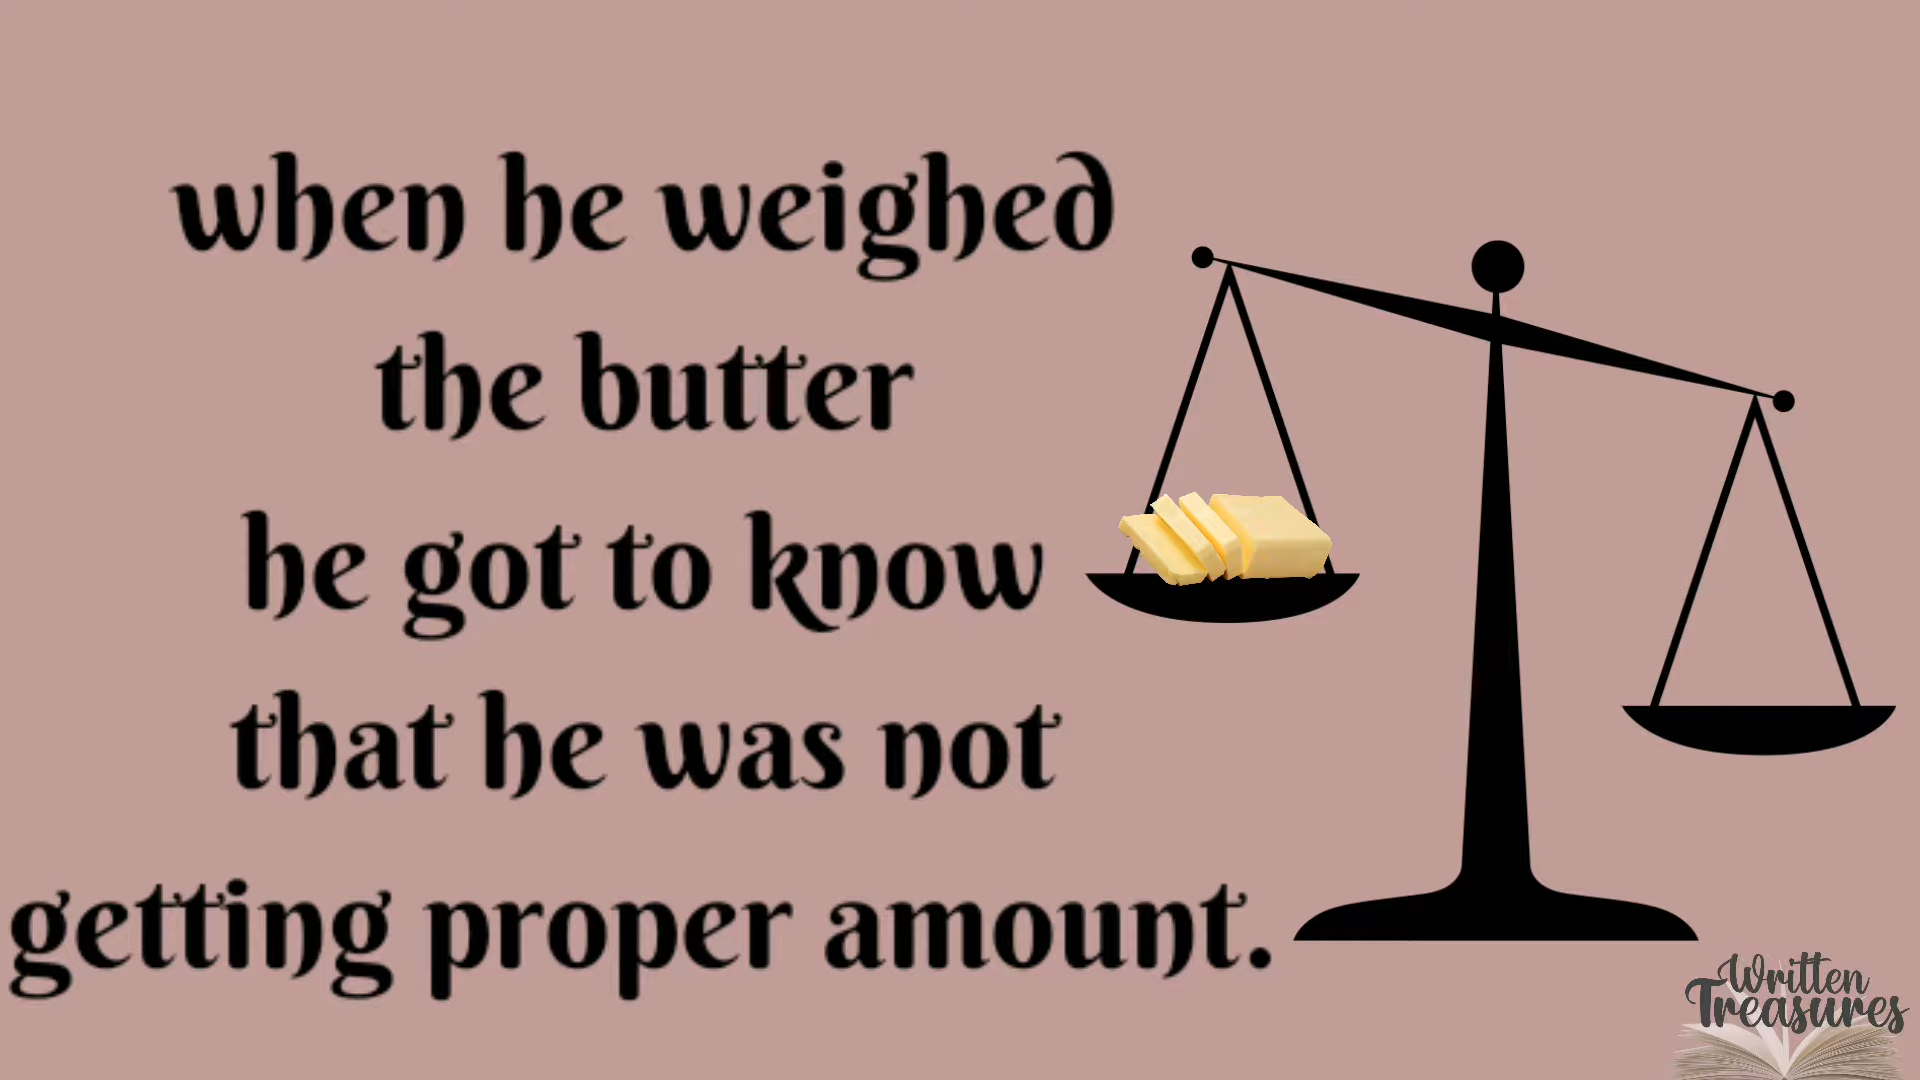 when he weighed
the butter
he got to know
that he was not
getting proper amount.
Written
Treasures